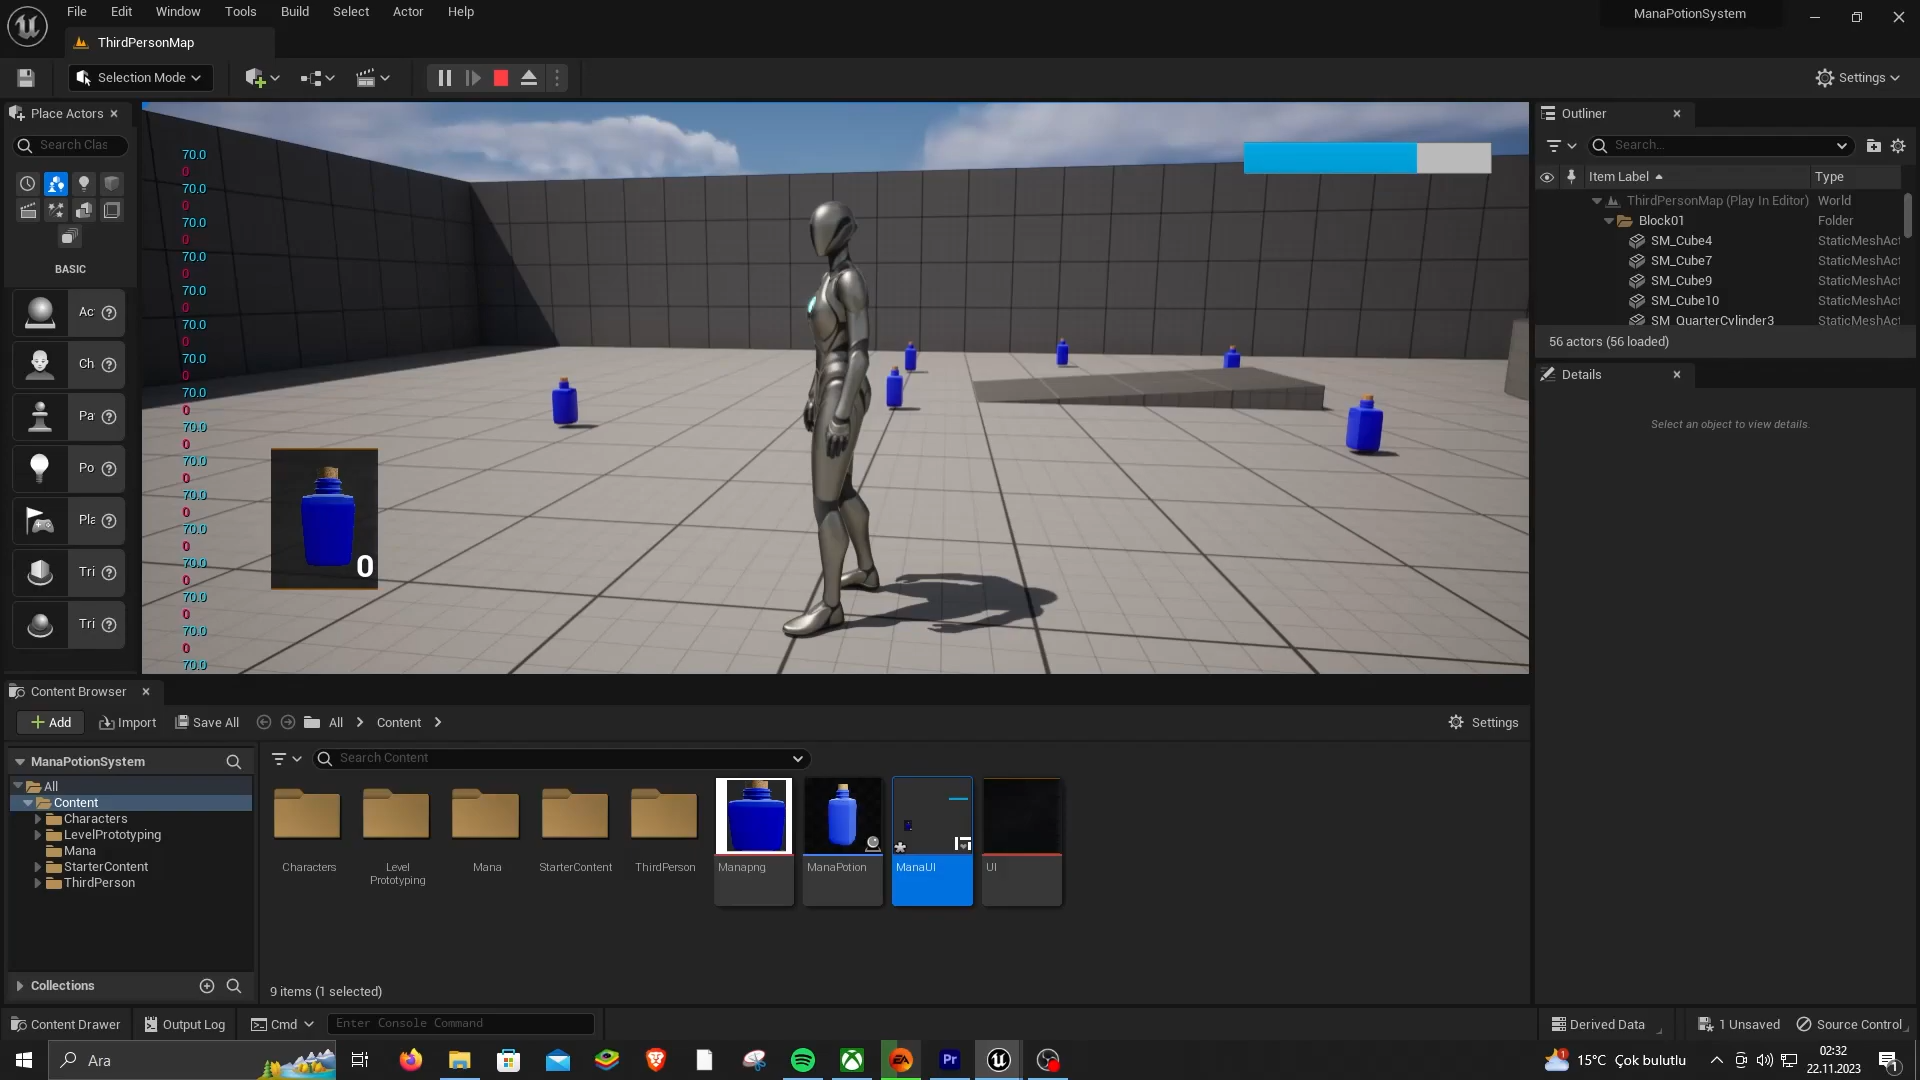 File Edit Window Tools Build Select Actor Help
ManaPotionSystem
ThirdPersonMap
Selection Mode
Settings
Place Actors
Search Clas
BASIC
Ac
Ch
Pa
Po
Pla
Tri
Tri
70.0
0
70.0
0
70.0
0
70.0
0
70.0
0
70.0
0
70.0
0
70.0
0
70.0
0
70.0
0
70.0
0
70.0
0
70.0
0
70.0
0
70.0
0
70.0
0
Outliner
Search...
Item Label Type
ThirdPersonMap (Play In Editor) World
Block01 Folder
SM_Cube4 StaticMeshAct
SM_Cube7 StaticMeshAct
SM_Cube9 StaticMeshAct
SM_Cube10 StaticMeshAct
SM_QuarterCylinder3 StaticMeshAct
56 actors (56 loaded)
Details
Select an object to view details.
Content Browser
Add Import Save All All Content Settings
ManaPotionSystem
All
Content
Characters
LevelPrototyping
Mana
StarterContent
ThirdPerson
Collections
Search Content
Characters
Level
Prototyping
Mana
StarterContent
ThirdPerson
Manapng
ManaPotion
ManaUI
UI
9 items (1 selected)
Content Drawer Output Log Cmd Enter Console Command Derived Data 1 Unsaved Source Control
Ara
EA
Pr
1
15°C Çok bulutlu
02:32
22.11.2023
1